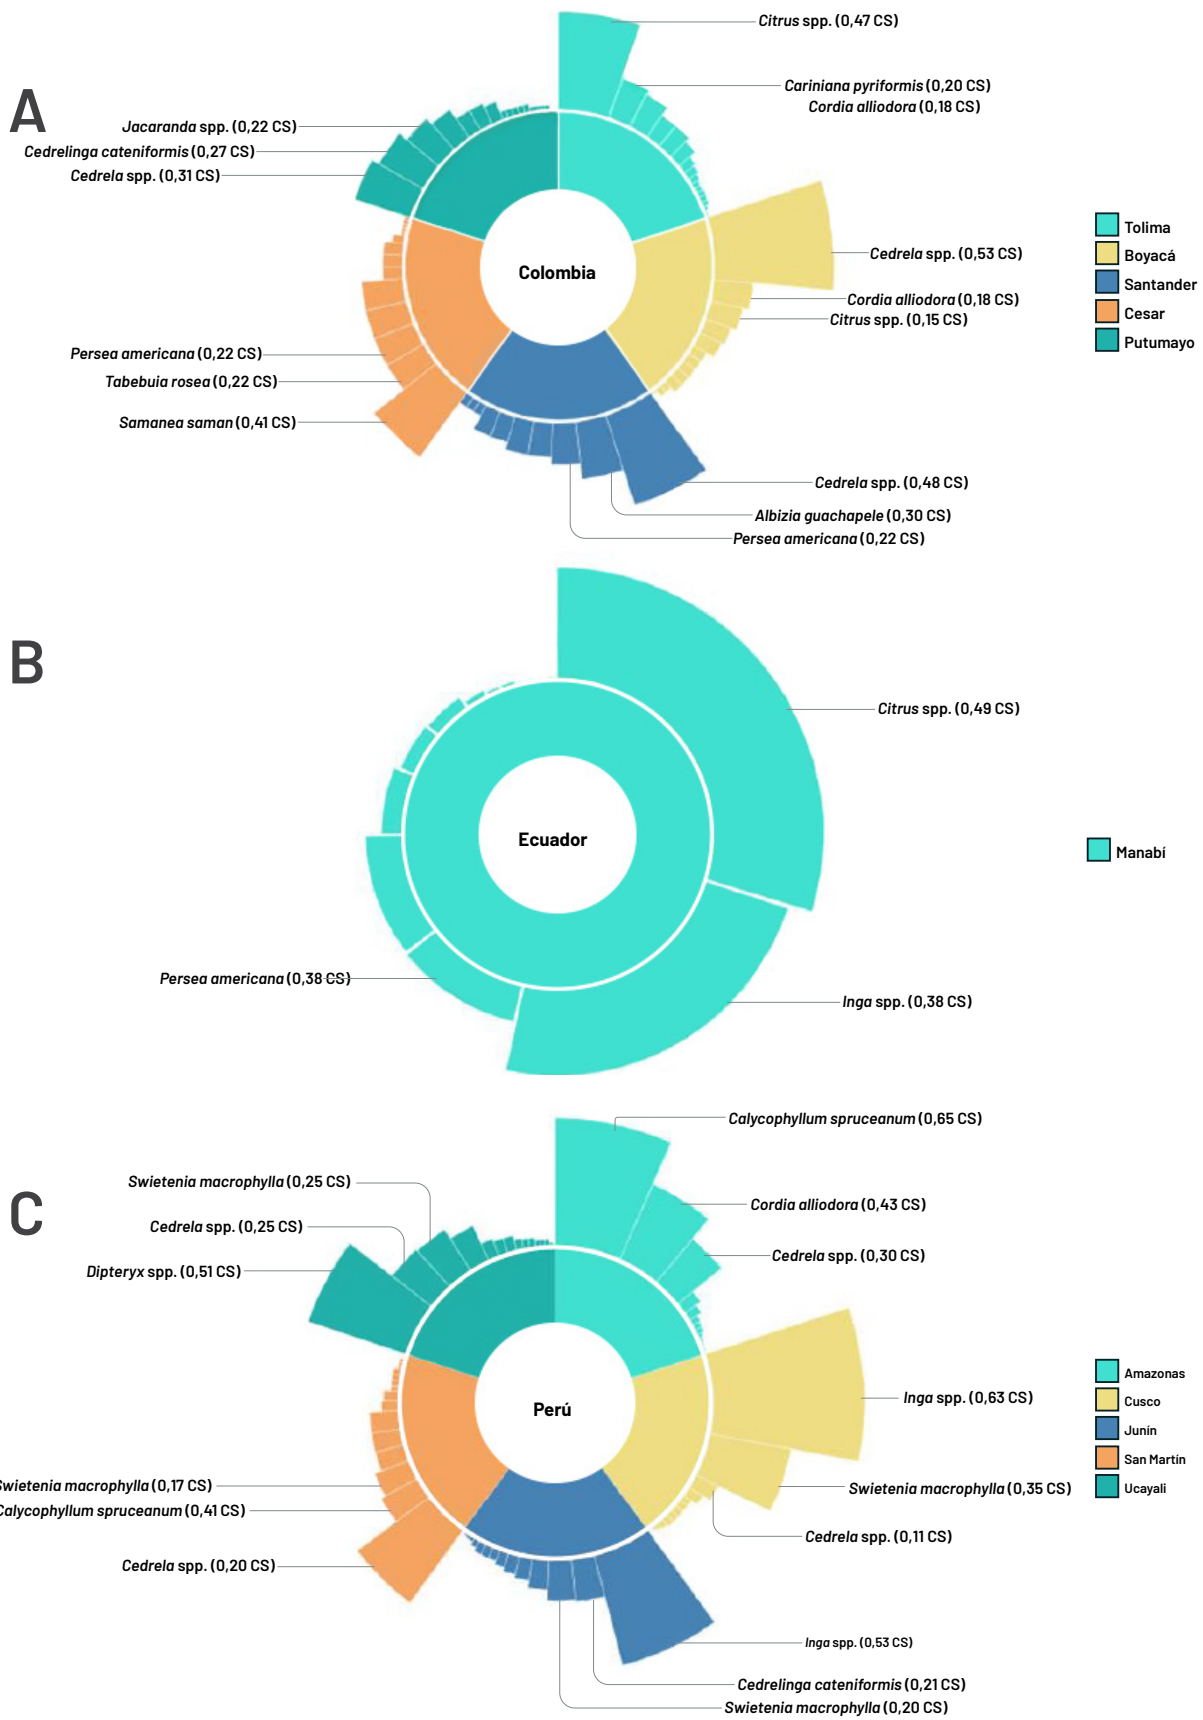 A
Citrus spp. (0,47 CS)
Cariniana pyriformis (0,20 CS)
Cordia alliodora (0,18 CS)
Jacaranda spp. (0,22 CS)
Cedrelinga cateniformis (0,27 CS)
Cedrela spp. (0,31 CS)
Cedrela spp. (0,53 CS)
Cordia alliodora (0,18 CS)
Citrus spp. (0,15 CS)
Colombia
Tolima
Boyacá
Santander
Cesar
Putumayo
Persea americana (0,22 CS)
Tabebuia rosea (0,22 CS)
Samanea saman (0,41 CS)
Cedrela spp. (0,48 CS)
Albizia guachapele (0,30 CS)
Persea americana (0,22 CS)
B
Citrus spp. (0,49 CS)
Ecuador
Manabí
Persea americana (0,38 CS)
Inga spp. (0,38 CS)
C
Calycophyllum spruceanum (0,65 CS)
Swietenia macrophylla (0,25 CS)
Cordia alliodora (0,43 CS)
Cedrela spp. (0,25 CS)
Cedrela spp. (0,30 CS)
Dipteryx spp. (0,51 CS)
Perú
Inga spp. (0,63 CS)
Amazonas
Cusco
Junín
San Martín
Ucayali
Swietenia macrophylla (0,17 CS)
Swietenia macrophylla (0,35 CS)
Calycophyllum spruceanum (0,41 CS)
Cedrela spp. (0,11 CS)
Cedrela spp. (0,20 CS)
Inga spp. (0,53 CS)
Cedrelinga cateniformis (0,21 CS)
Swietenia macrophylla (0,20 CS)